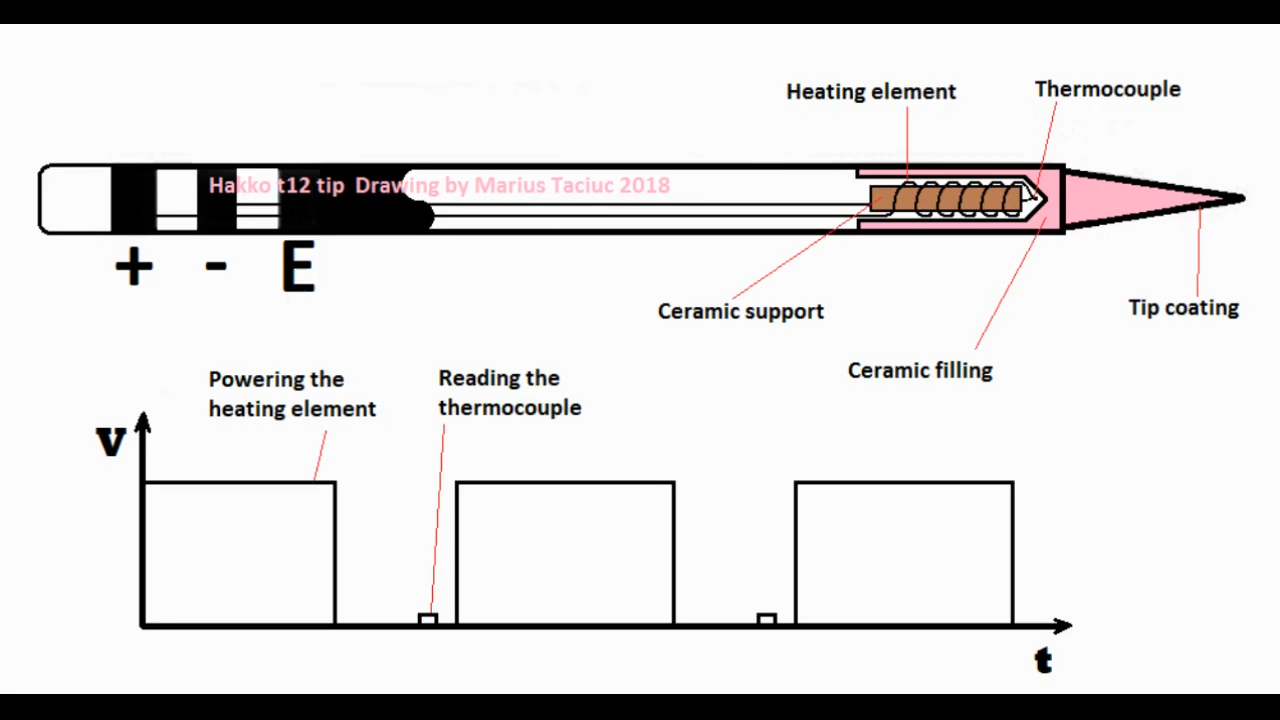 Heating element
Thermocouple
Hakko t12 tip  Drawing by Marius Taciuc 2018
+ - E
Ceramic support
Tip coating
Ceramic filling
Powering the
heating element
Reading the
thermocouple
v
t